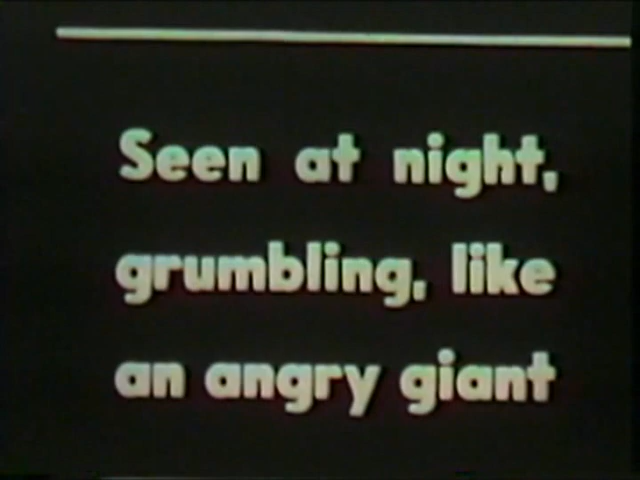 Seen at night,
grumbling, like
an angry giant